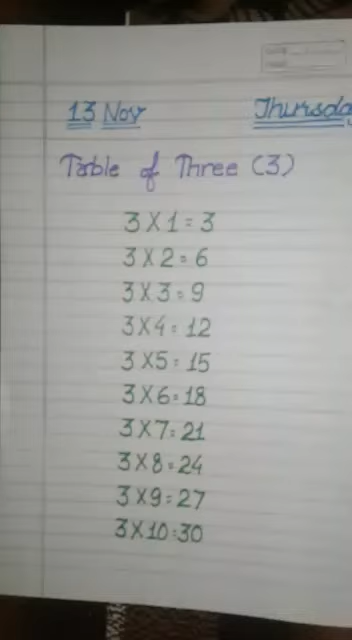 13 Nov Thursday
Table of Three (3)
3 X 1 = 3
3 X 2 = 6
3 X 3 = 9
3 X 4 = 12
3 X 5 = 15
3 X 6 = 18
3 X 7 = 21
3 X 8 = 24
3 X 9 = 27
3 X 10 = 30